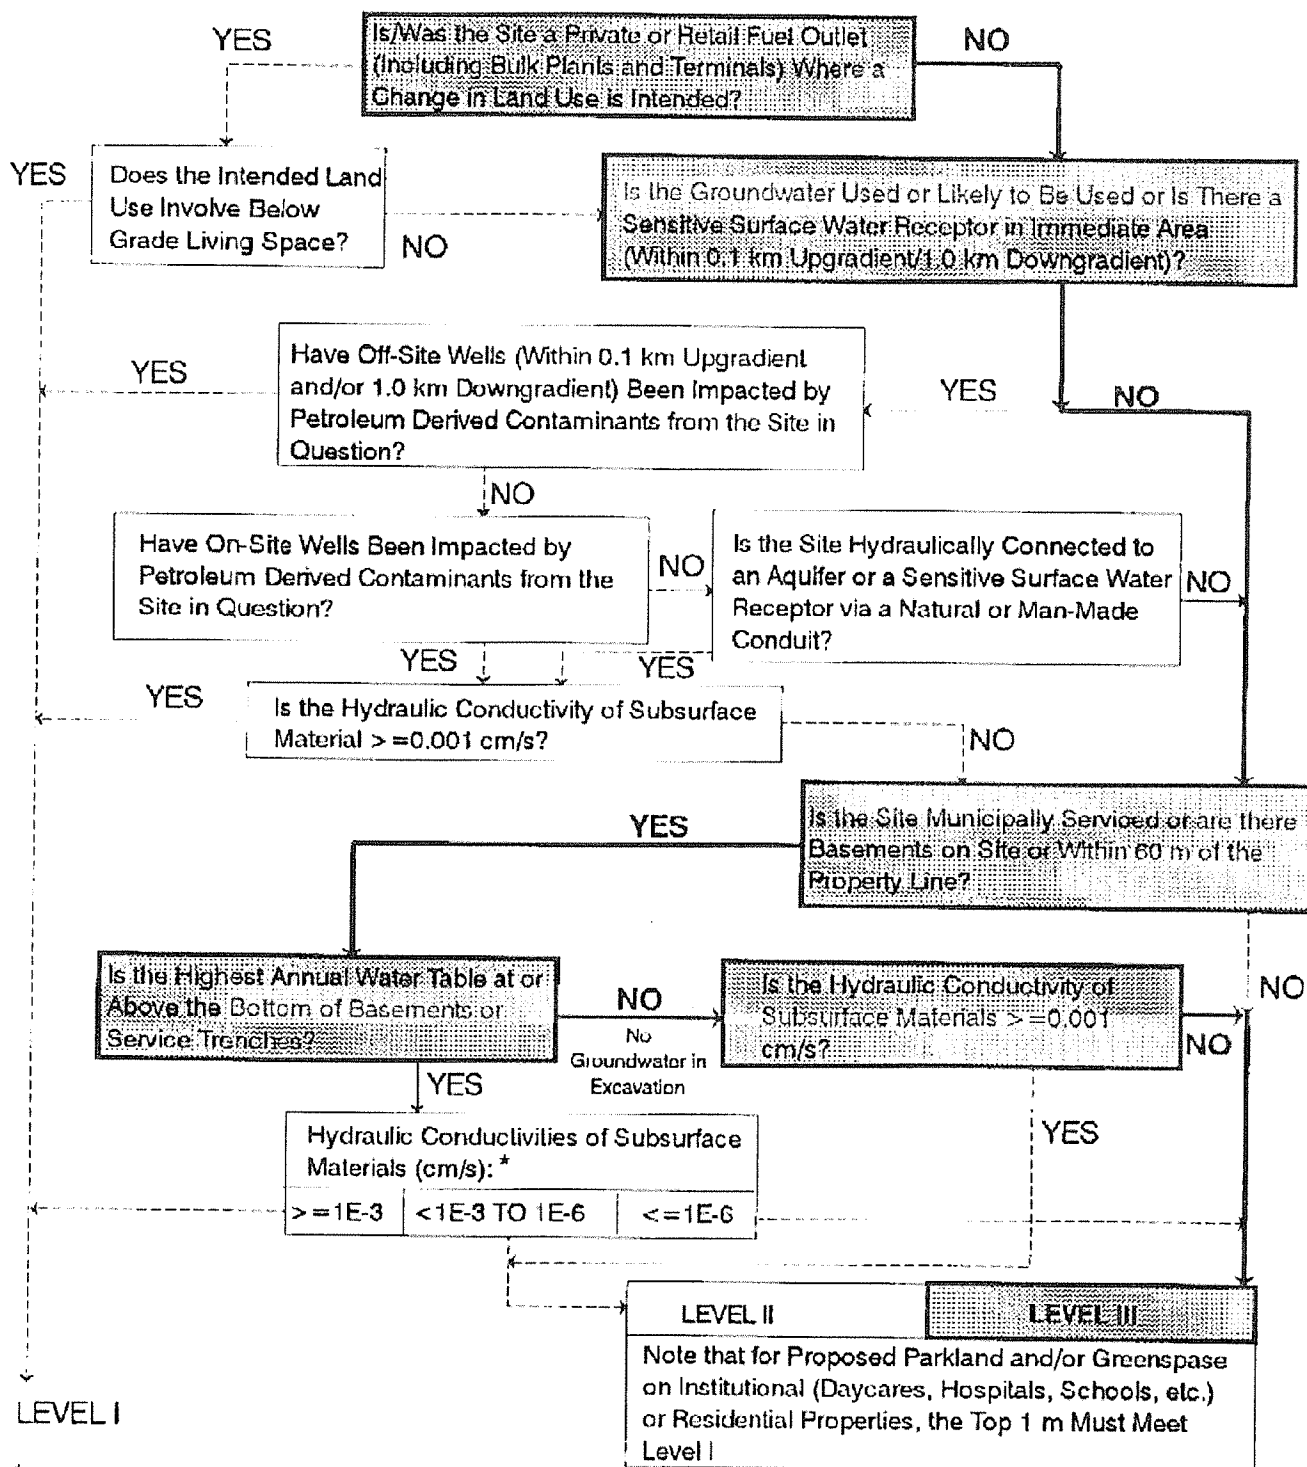 YES
Is/Was the Site a Private or Retail Fuel Outlet
(Including Bulk Plants and Terminals) Where a
Change in Land Use is Intended?
NO
YES
Does the Intended Land
Use Involve Below
Grade Living Space?
NO
Is the Groundwater Used or Likely to Be Used or Is There a
Sensitive Surface Water Receptor in Immediate Area
(Within 0.1 km Upgradient/1.0 km Downgradient)?
YES
Have Off-Site Wells (Within 0.1 km Upgradient
and/or 1.0 km Downgradient) Been Impacted by
Petroleum Derived Contaminants from the Site in
Question?
YES
NO
NO
Have On-Site Wells Been Impacted by
Petroleum Derived Contaminants from the
Site in Question?
NO
Is the Site Hydraulically Connected to
an Aquifer or a Sensitive Surface Water
Receptor via a Natural or Man-Made
Conduit?
NO
YES
YES
YES
Is the Hydraulic Conductivity of Subsurface
Material >=0.001 cm/s?
NO
YES
Is the Site Municipally Serviced or are there
Basements on Site or Within 60 m of the
Property Line?
Is the Highest Annual Water Table at or
Above the Bottom of Basements or
Service Trenches?
NO
No
Groundwater in
Excavation
Is the Hydraulic Conductivity of
Subsurface Materials >=0.001
cm/s?
NO
NO
YES
YES
Hydraulic Conductivities of Subsurface
Materials (cm/s): *
>=1E-3
<1E-3 TO 1E-6
<=1E-6
LEVEL II
LEVEL III
Note that for Proposed Parkland and/or Greenspase
on Institutional (Daycares, Hospitals, Schools, etc.)
or Residential Properties, the Top 1 m Must Meet
Level I
LEVEL I